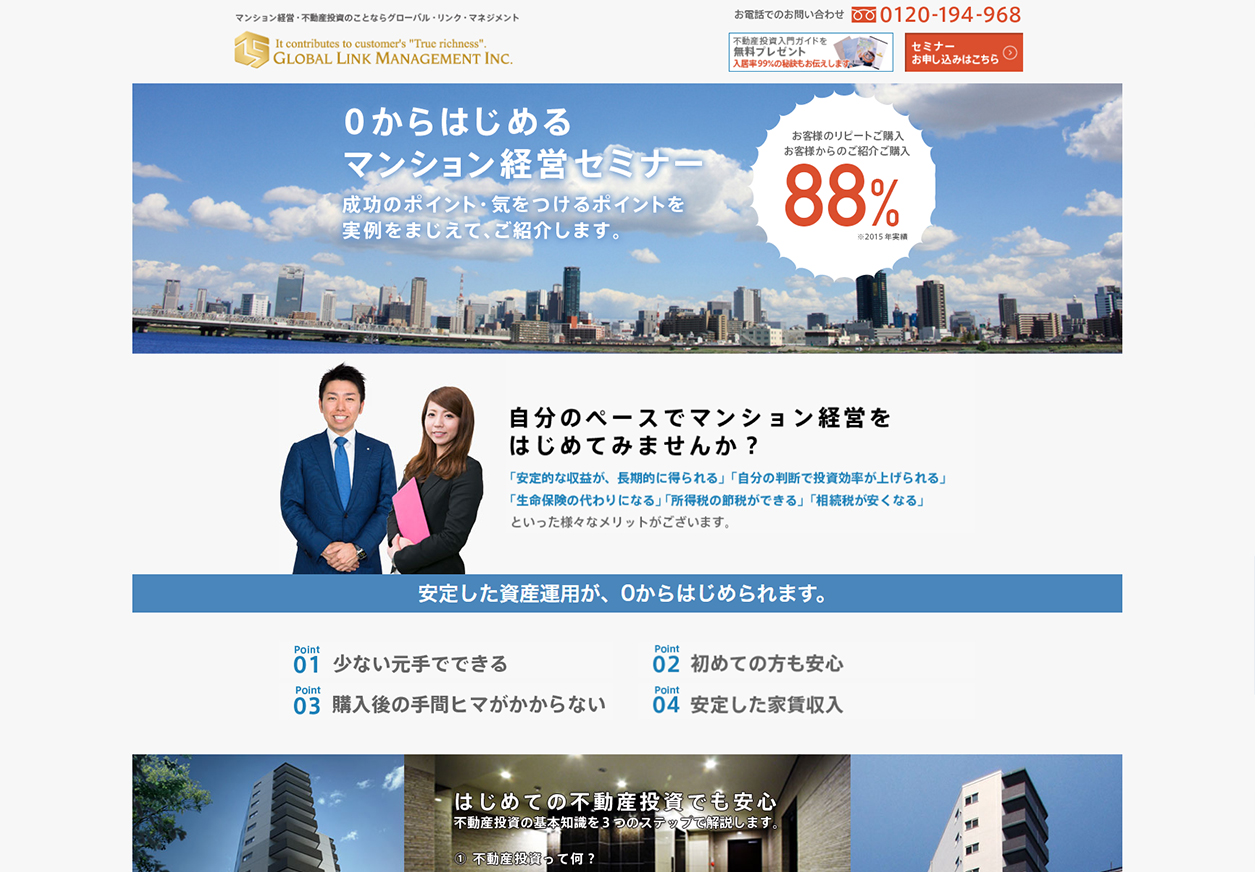 マンション経営・不動産投資のことならグローバル・リンク・マネジメント
It contributes to customer's "True richness".
GLOBAL LINK MANAGEMENT INC.
お電話でのお問い合わせ 0120-194-968
不動産投資入門ガイドを
無料プレゼント
入居率99%の秘訣もお伝えします
セミナー
お申し込みはこちら
0からはじめる
マンション経営セミナー
成功のポイント・気をつけるポイントを
実例をまじえて、ご紹介します。
お客様のリピートご購入
お客様からのご紹介ご購入
88%
※2015年実績
自分のペースでマンション経営を
はじめてみませんか？
「安定的な収益が、長期的に得られる」「自分の判断で投資効率が上げられる」
「生命保険の代わりになる」「所得税の節税ができる」「相続税が安くなる」
といった様々なメリットがございます。
安定した資産運用が、0からはじめられます。
Point
01 少ない元手でできる
Point
02 初めての方も安心
Point
03 購入後の手間ヒマがかからない
Point
04 安定した家賃収入
はじめての不動産投資でも安心
不動産投資の基本知識を３つのステップで解説します。
① 不動産投資って何？